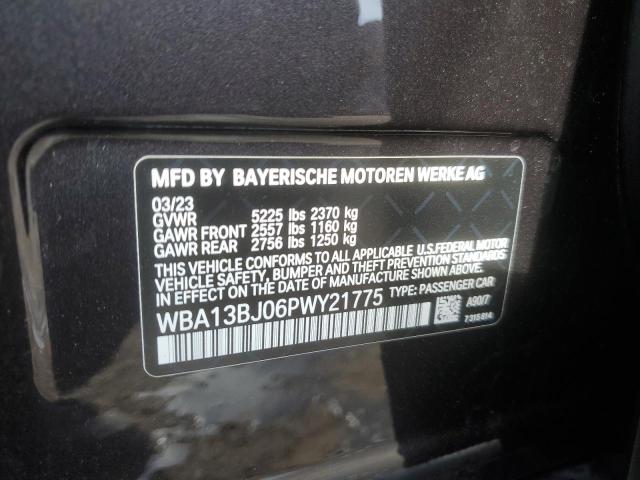 MFD BY BAYERISCHE MOTOREN WERKE AG
03/23
GVWR 5225 lbs 2370 kg
GAWR FRONT 2557 lbs 1160 kg
GAWR REAR 2756 lbs 1250 kg
THIS VEHICLE CONFORMS TO ALL APPLICABLE U.S. FEDERAL MOTOR
VEHICLE SAFETY, BUMPER, AND THEFT PREVENTION STANDARDS
IN EFFECT ON THE DATE OF MANUFACTURE SHOWN ABOVE.
WBA13BJ06PWY21775 TYPE: PASSENGER CAR
A90/7
7315814